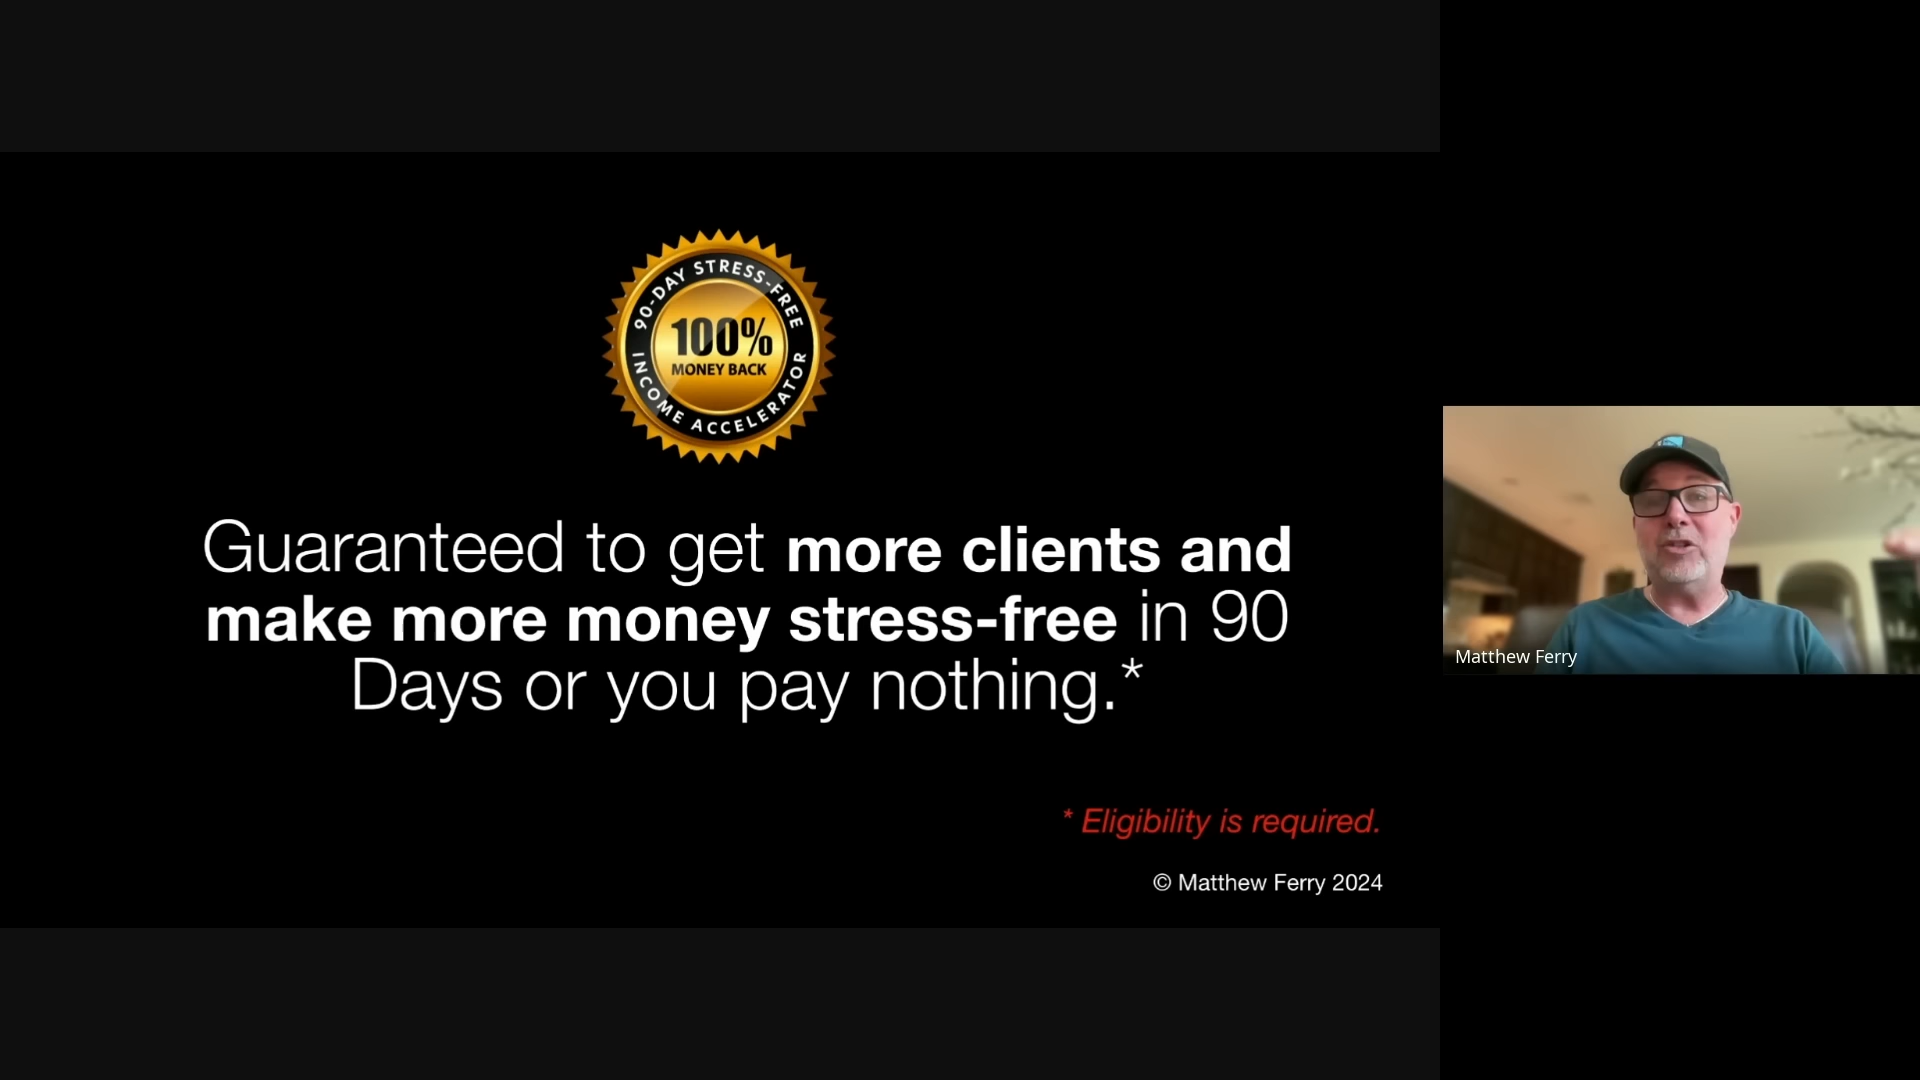 90-DAY STRESS-FREE
100%
MONEY BACK
INCOME ACCELERATOR
Guaranteed to get more clients and
make more money stress-free in 90
Days or you pay nothing.*
* Eligibility is required.
© Matthew Ferry 2024
Matthew Ferry